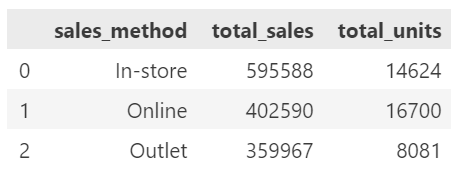 sales_method total_sales total_units
0 In-store 595588 14624
1 Online 402590 16700
2 Outlet 359967 8081